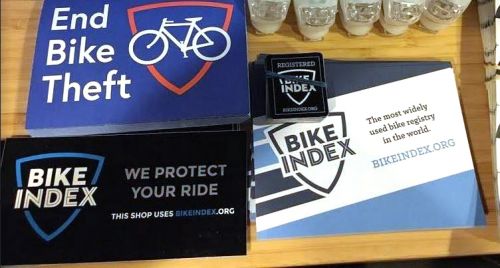 End
Bike
Theft
REGISTERED
BIKE
INDEX
BIKEINDEX.ORG
BIKE
INDEX
WE PROTECT
YOUR RIDE
THIS SHOP USES BIKEINDEX.ORG
BIKE
INDEX
The most widely
used bike registry
in the world.
BIKEINDEX.ORG